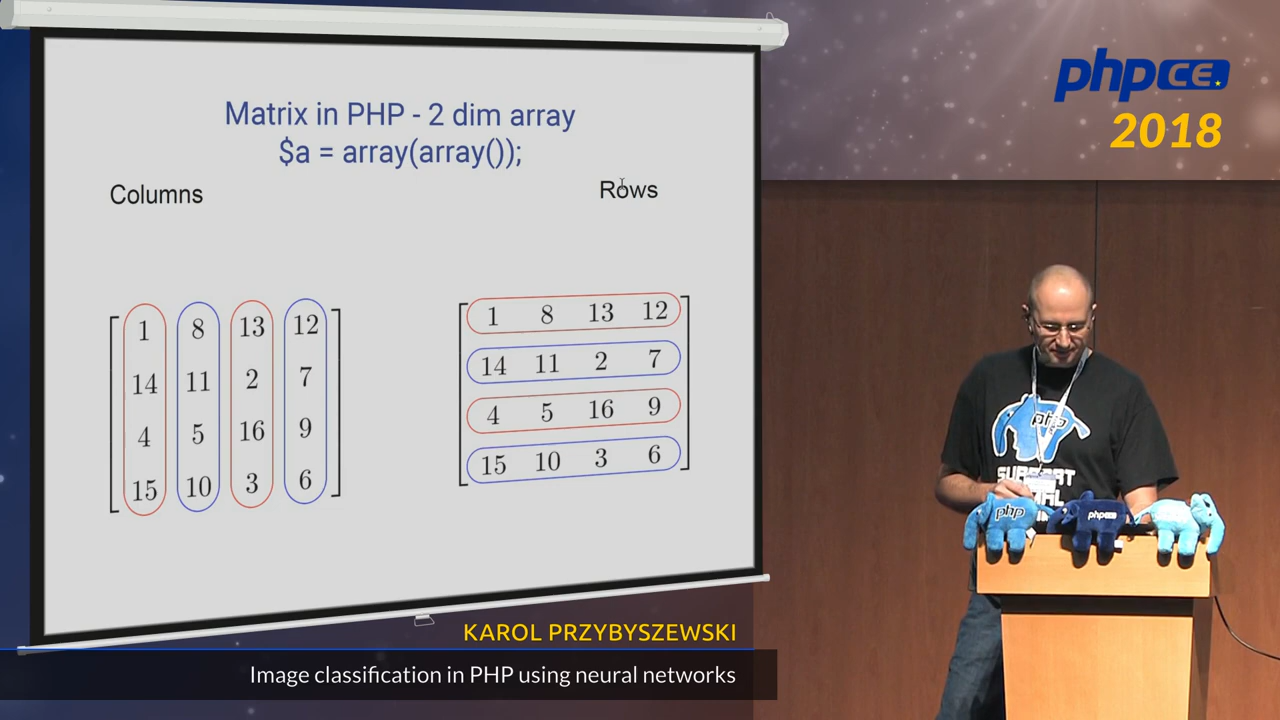 Matrix in PHP - 2 dim array
$a = array(array());
Columns
Rows
1 8 13 12
14 11 2 7
4 5 16 9
15 10 3 6
1 8 13 12
14 11 2 7
4 5 16 9
15 10 3 6
phpCE.
2018
php
php
phpce
KAROL PRZYBYSZEWSKI
Image classification in PHP using neural networks